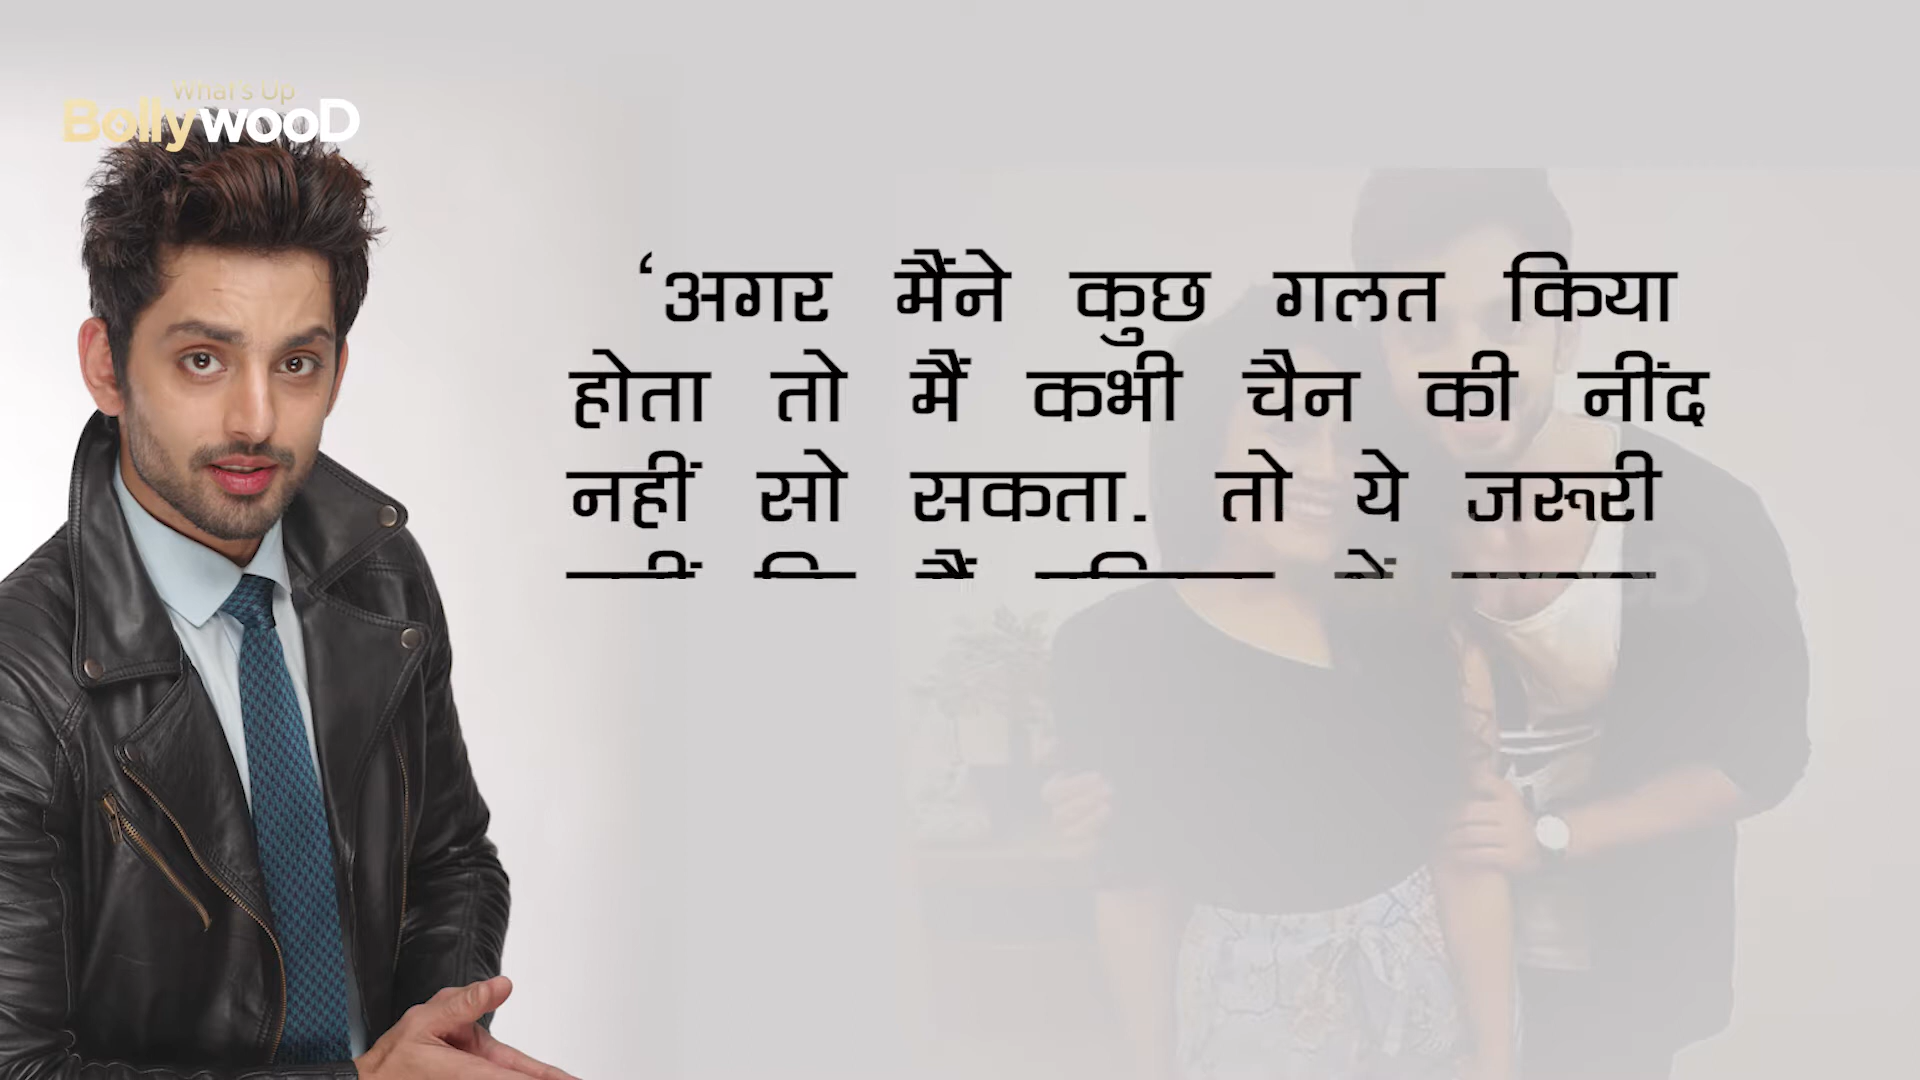 What's Up
BollywooD
‘अगर मैंने कुछ गलत किया
होता तो मैं कभी चैन की नींद
नहीं सो सकता. तो ये जरूरी